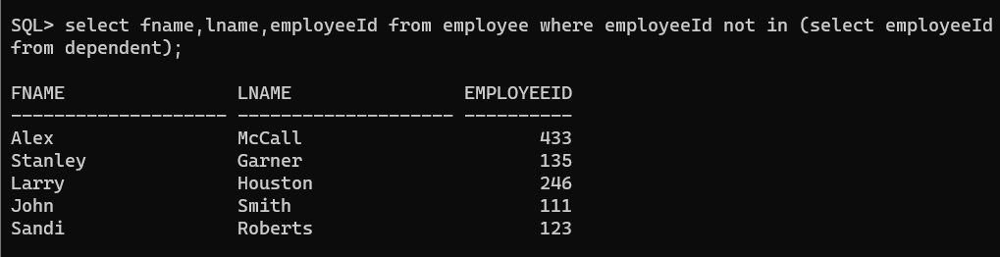 SQL> select fname,lname,employeeId from employee where employeeId not in (select employeeId
from dependent);
FNAME                LNAME                EMPLOYEEID
-------------------- -------------------- ----------
Alex                 McCall                      433
Stanley              Garner                      135
Larry                Houston                     246
John                 Smith                       111
Sandi                Roberts                     123